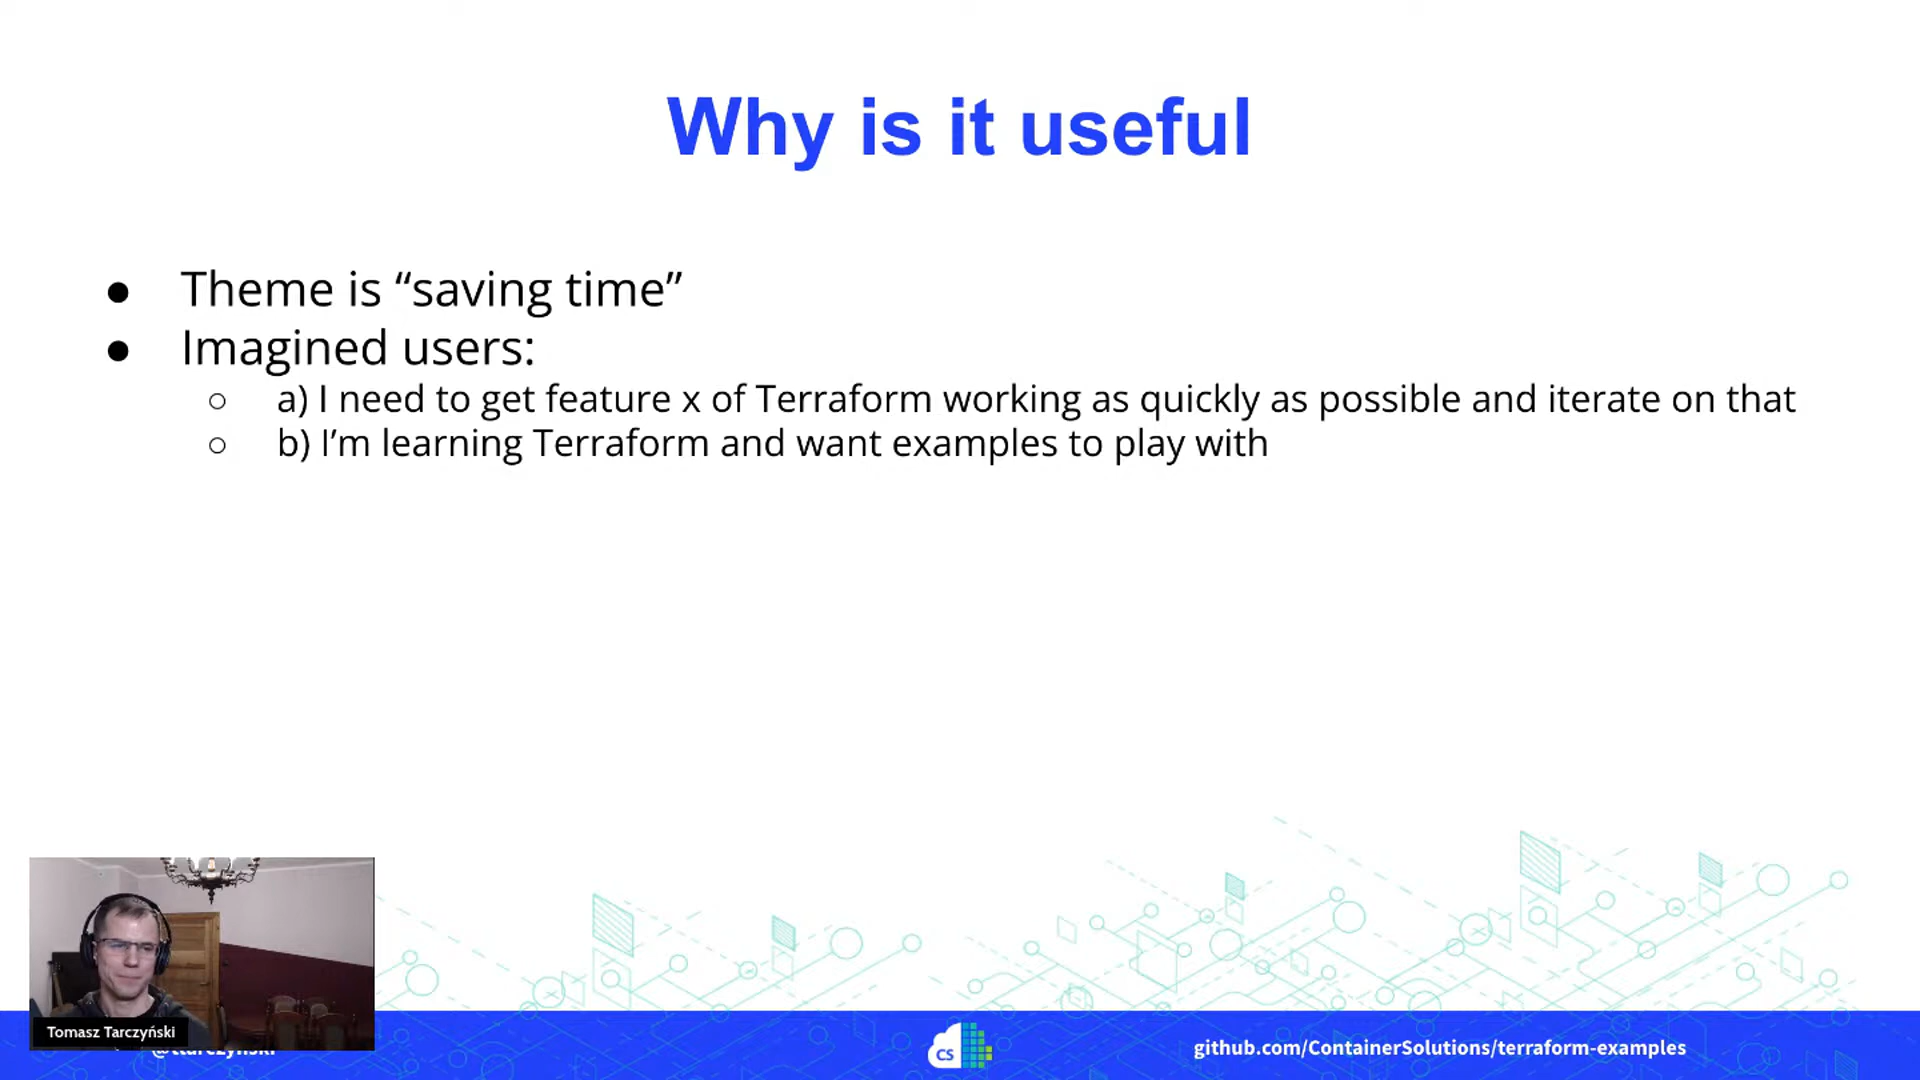 Why is it useful
● Theme is “saving time”
● Imagined users:
○ a) I need to get feature x of Terraform working as quickly as possible and iterate on that
○ b) I’m learning Terraform and want examples to play with
Tomasz Tarczyński
CS
github.com/ContainerSolutions/terraform-examples